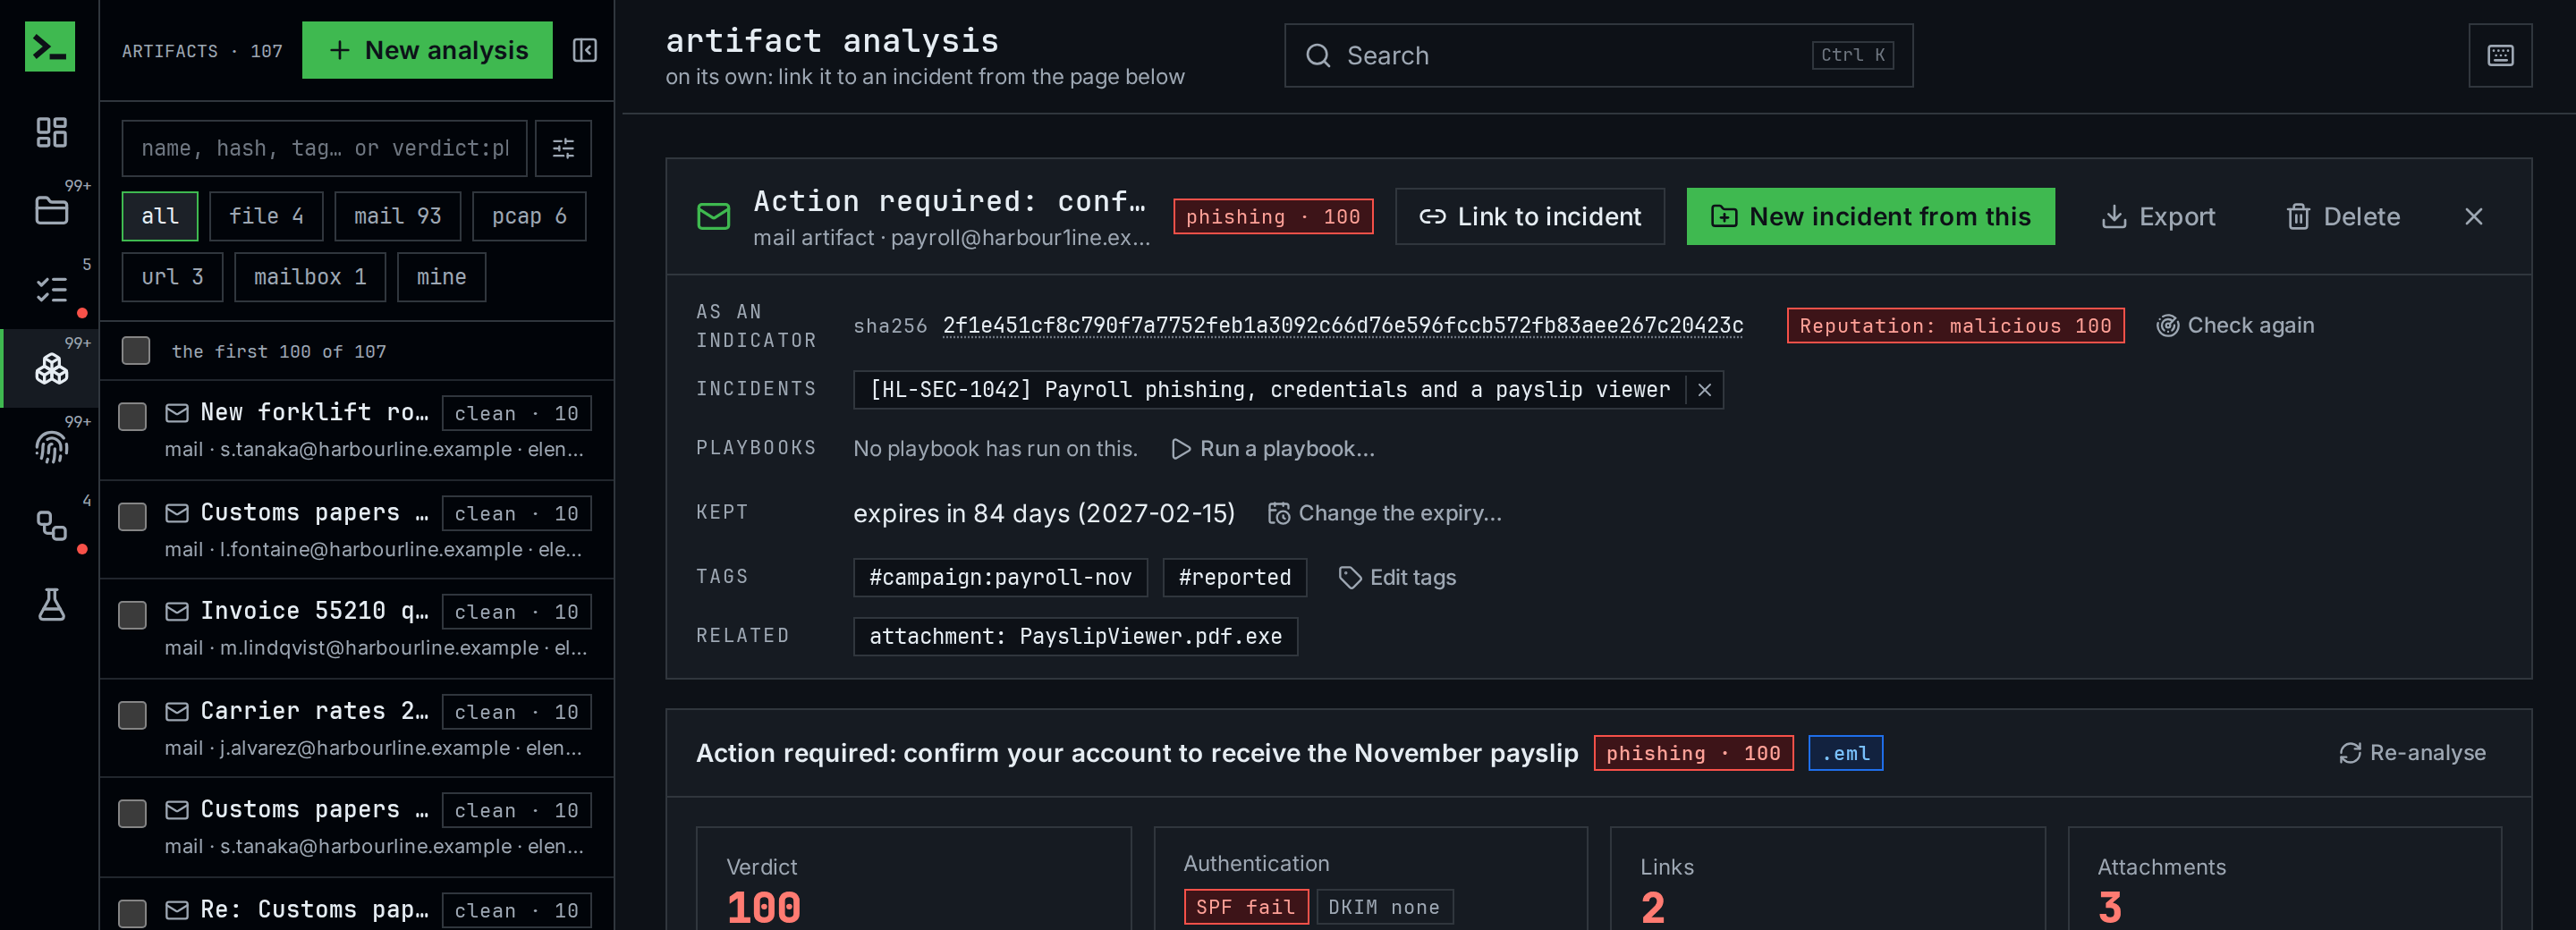 ARTIFACTS · 107
New analysis
99+
5
99+
99+
4
name, hash, tag… or verdict:pl
all
file 4
mail 93
pcap 6
url 3
mailbox 1
mine
the first 100 of 107
New forklift ro…
clean · 10
mail · s.tanaka@harbourline.example · elen…
Customs papers …
clean · 10
mail · l.fontaine@harbourline.example · ele…
Invoice 55210 q…
clean · 10
mail · m.lindqvist@harbourline.example · el…
Carrier rates 2…
clean · 10
mail · j.alvarez@harbourline.example · elen…
Customs papers …
clean · 10
mail · s.tanaka@harbourline.example · elen…
Re: Customs pap…
clean · 10
artifact analysis
on its own: link it to an incident from the page below
Search
Ctrl K
Action required: conf…
mail artifact · payroll@harbour1ine.ex…
phishing · 100
Link to incident
New incident from this
Export
Delete
AS AN INDICATOR
sha256 2f1e451cf8c790f7a7752feb1a3092c66d76e596fccb572fb83aee267c20423c
Reputation: malicious 100
Check again
INCIDENTS
[HL-SEC-1042] Payroll phishing, credentials and a payslip viewer
PLAYBOOKS
No playbook has run on this.
Run a playbook…
KEPT
expires in 84 days (2027-02-15)
Change the expiry…
TAGS
#campaign:payroll-nov
#reported
Edit tags
RELATED
attachment: PayslipViewer.pdf.exe
Action required: confirm your account to receive the November payslip
phishing · 100
.eml
Re-analyse
Verdict
100
Authentication
SPF fail
DKIM none
Links
2
Attachments
3